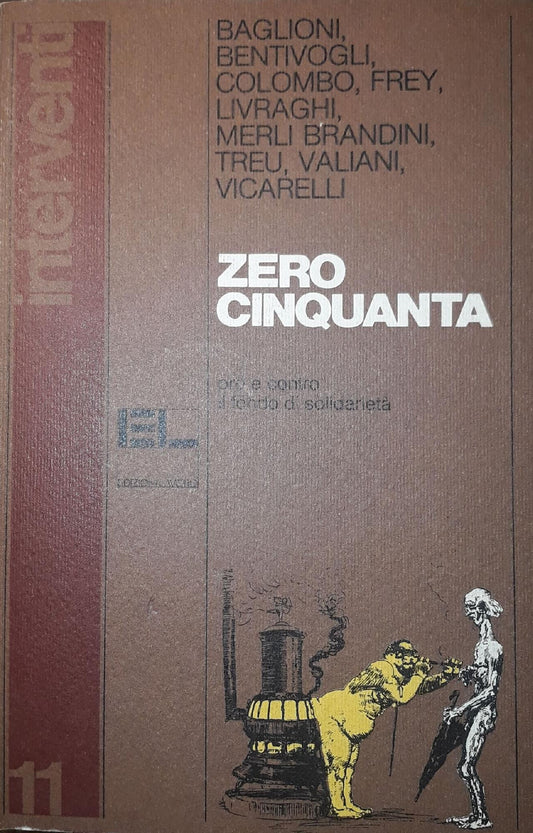 interventi
BAGLIONI,
BENTIVOGLI,
COLOMBO, FREY,
LIVRAGHI,
MERLI BRANDINI,
TREU, VALIANI,
VICARELLI
ZERO
CINQUANTA
pro e contro
il fondo di solidarietà
EL
EDIZIONI LAVORO
11